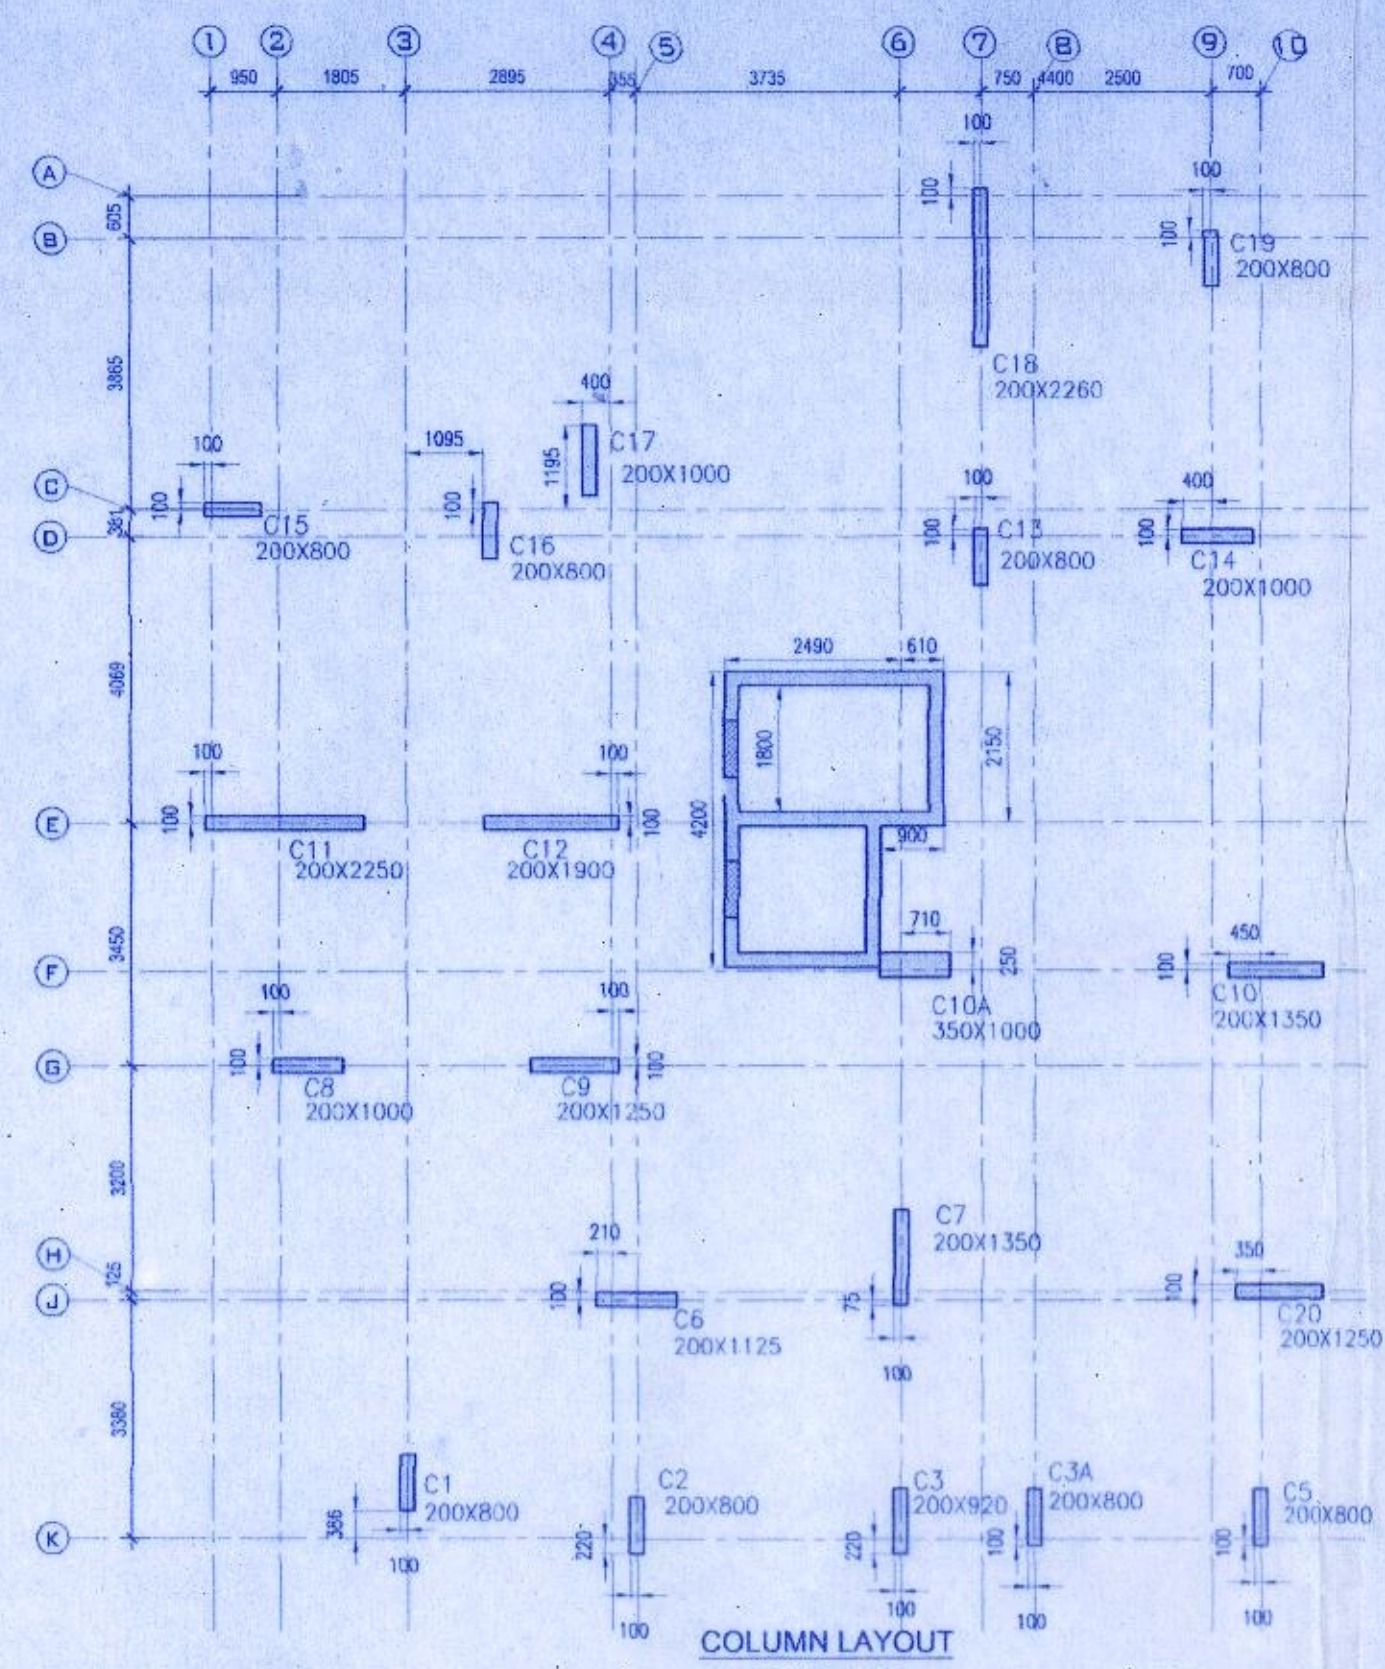 1 2 3 4 5 6 7 8 9 10
950 1805 2895 355 3735 750 4400 2500 700
100
A
100
100
605
B
100
C19
200X800
3865
C18
200X2260
400
1095
C17
200X1000
1195
100
C
100
C15
200X800
100
C16
200X800
381
D
100
100
C13
200X800
400
100
C14
200X1000
4069
2490 610
1800
2150
4200
900
100
100
E
100
C11
200X2250
100
C12
200X1900
3450
710
250
C10A
350X1000
450
F
100
C10
200X1350
100
100
G
100
C8
200X1000
100
C9
200X1250
3200
C7
200X1350
210
350
H
125
J
100
C6
200X1125
75
100
100
C20
200X1250
3380
C1
200X800
386
100
C2
200X800
220
100
C3
200X920
220
100
C3A
200X800
100
100
C5
200X800
100
100
K
COLUMN LAYOUT